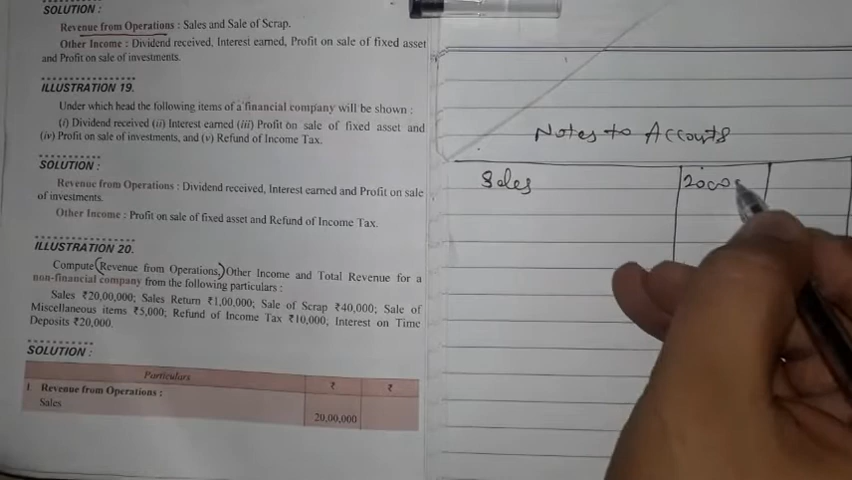 SOLUTION :
Revenue from Operations : Sales and Sale of Scrap.
Other Income : Dividend received, Interest earned, Profit on sale of fixed asset
and Profit on sale of investments.
ILLUSTRATION 19.
Under which head the following items of a financial company will be shown :
(i) Dividend received (ii) Interest earned (iii) Profit on sale of fixed asset and
(iv) Profit on sale of investments, and (v) Refund of Income Tax.
SOLUTION :
Revenue from Operations : Dividend received, Interest earned and Profit on sale
of investments.
Other Income : Profit on sale of fixed asset and Refund of Income Tax.
ILLUSTRATION 20.
Compute Revenue from Operations, Other Income and Total Revenue for a
non-financial company from the following particulars :
Sales ₹20,00,000; Sales Return ₹1,00,000; Sale of Scrap ₹40,000; Sale of
Miscellaneous items ₹5,000; Refund of Income Tax ₹10,000, Interest on Time
Deposits ₹20,000.
SOLUTION :
Particulars ₹ ₹
I. Revenue from Operations :
Sales 20,00,000
Notes to Accounts
Sales